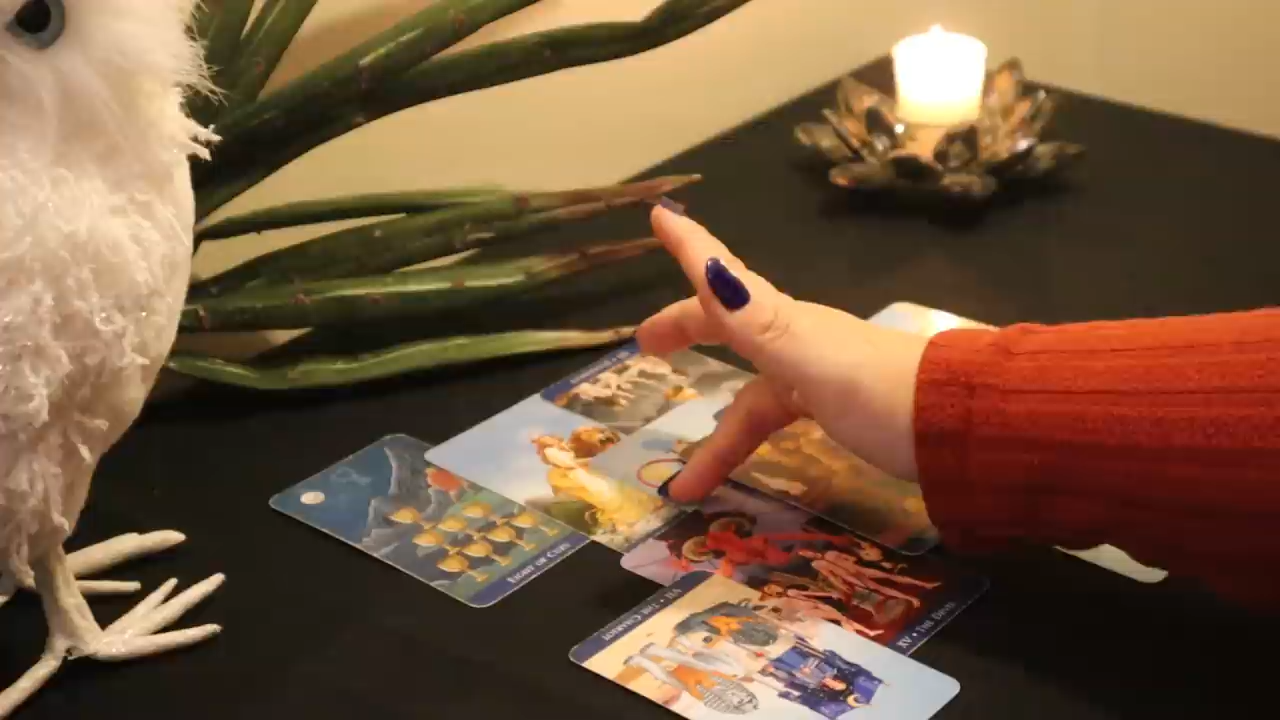 EIGHT OF CUPS
XV • THE DEVIL
VII • THE CHARIOT